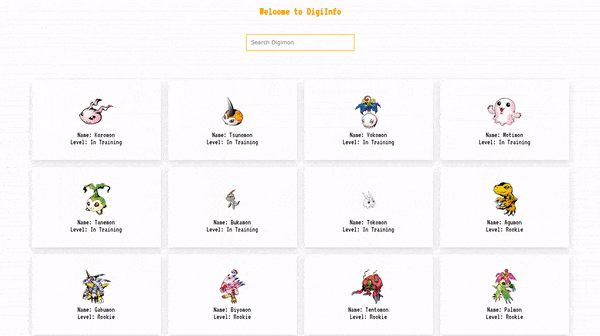 Welcome to DigiInfo
Search Digimon
Name: Koromon
Level: In Training
Name: Tsunomon
Level: In Training
Name: Yokomon
Level: In Training
Name: Motimon
Level: In Training
Name: Tanemon
Level: In Training
Name: Bukamon
Level: In Training
Name: Tokomon
Level: In Training
Name: Agumon
Level: Rookie
Name: Gabumon
Level: Rookie
Name: Biyomon
Level: Rookie
Name: Tentomon
Level: Rookie
Name: Palmon
Level: Rookie